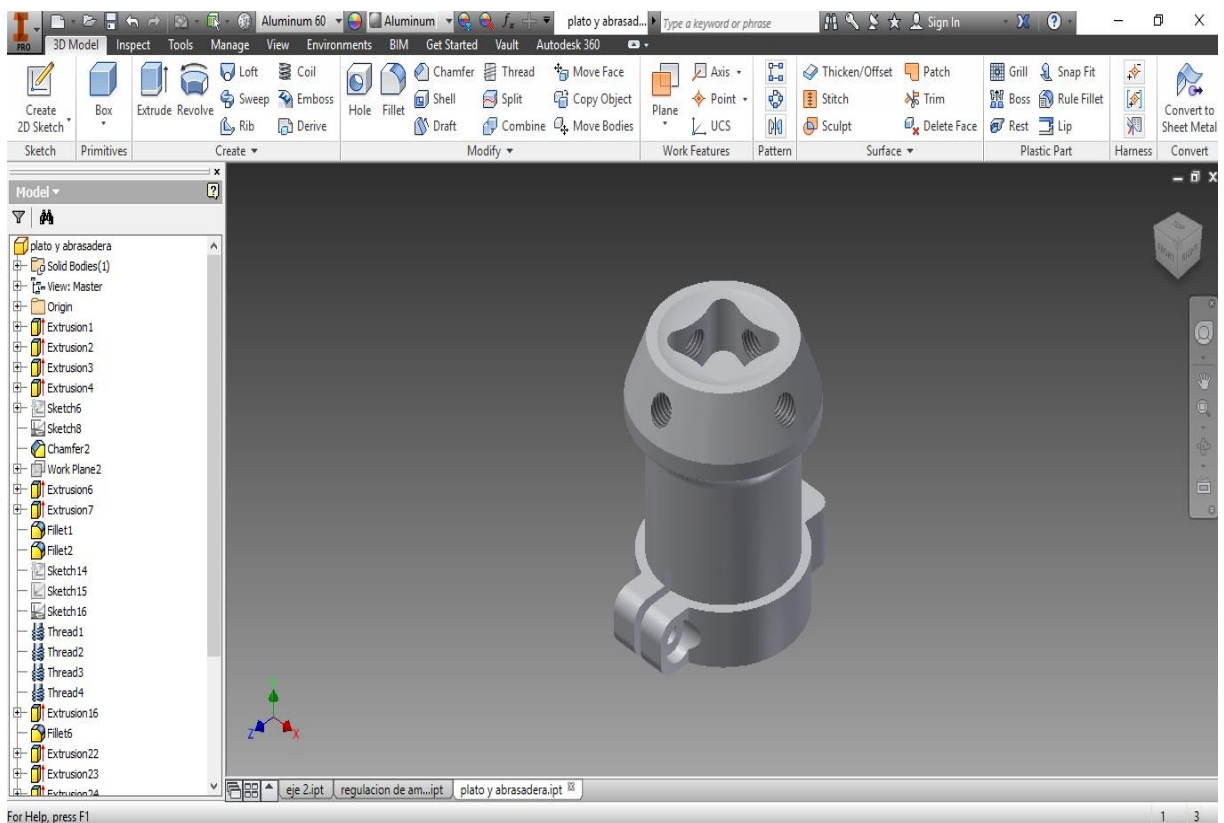 Aluminum 60 Aluminum plato y abrasad... Type a keyword or phrase Sign In
PRO 3D Model Inspect Tools Manage View Environments BIM Get Started Vault Autodesk 360
Loft Coil Chamfer Thread Move Face Axis Thicken/Offset Patch Grill Snap Fit
Create 2D Sketch Box Extrude Revolve Sweep Emboss Hole Fillet Shell Split Copy Object Plane Point Stitch Trim Boss Rule Fillet Convert to Sheet Metal
Rib Derive Draft Combine Move Bodies UCS Sculpt Delete Face Rest Lip
Sketch Primitives Create Modify Work Features Pattern Surface Plastic Part Harness Convert
Model
plato y abrasadera
Solid Bodies(1)
View: Master
Origin
Extrusion1
Extrusion2
Extrusion3
Extrusion4
Sketch6
Sketch8
Chamfer2
Work Plane2
Extrusion6
Extrusion7
Fillet1
Fillet2
Sketch14
Sketch15
Sketch16
Thread1
Thread2
Thread3
Thread4
Extrusion16
Fillet6
Extrusion22
Extrusion23
Extrusion24
FRONT RIGHT
Z X
eje 2.ipt regulacion de am...ipt plato y abrasadera.ipt
For Help, press F1 1 3